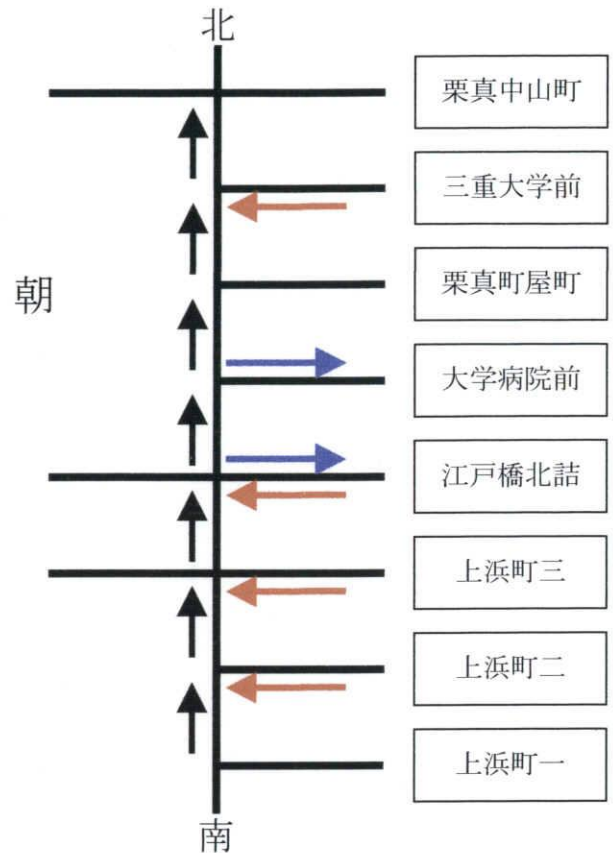 北
栗真中山町
三重大学前
朝
栗真町屋町
大学病院前
江戸橋北詰
上浜町三
上浜町二
上浜町一
南